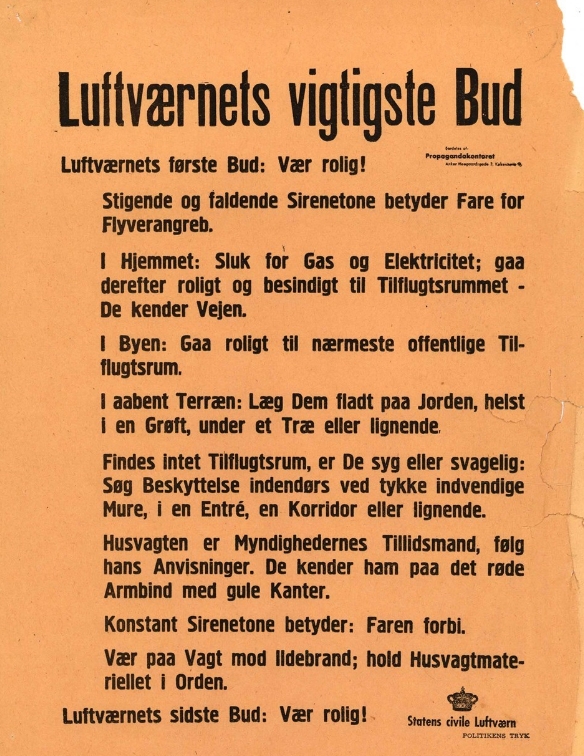 Luftværnets vigtigste Bud
Luftværnets første Bud: Vær rolig!
Propagandakontoret
Stigende og faldende Sirenetone betyder Fare for
Flyverangreb.
I Hjemmet: Sluk for Gas og Elektricitet; gaa
derefter roligt og besindigt til Tilflugtsrummet -
De kender Vejen.
I Byen: Gaa roligt til nærmeste offentlige Til-
flugtsrum.
I aabent Terræn: Læg Dem fladt paa Jorden, helst
i en Grøft, under et Træ eller lignende.
Findes intet Tilflugtsrum, er De syg eller svagelig:
Søg Beskyttelse indendørs ved tykke indvendige
Mure, i en Entré, en Korridor eller lignende.
Husvagten er Myndighedernes Tillidsmand, følg
hans Anvisninger. De kender ham paa det røde
Armbind med gule Kanter.
Konstant Sirenetone betyder: Faren forbi.
Vær paa Vagt mod Ildebrand; hold Husvagtmate-
riellet i Orden.
Luftværnets sidste Bud: Vær rolig!
Statens civile Luftværn
POLITIKENS TRYK